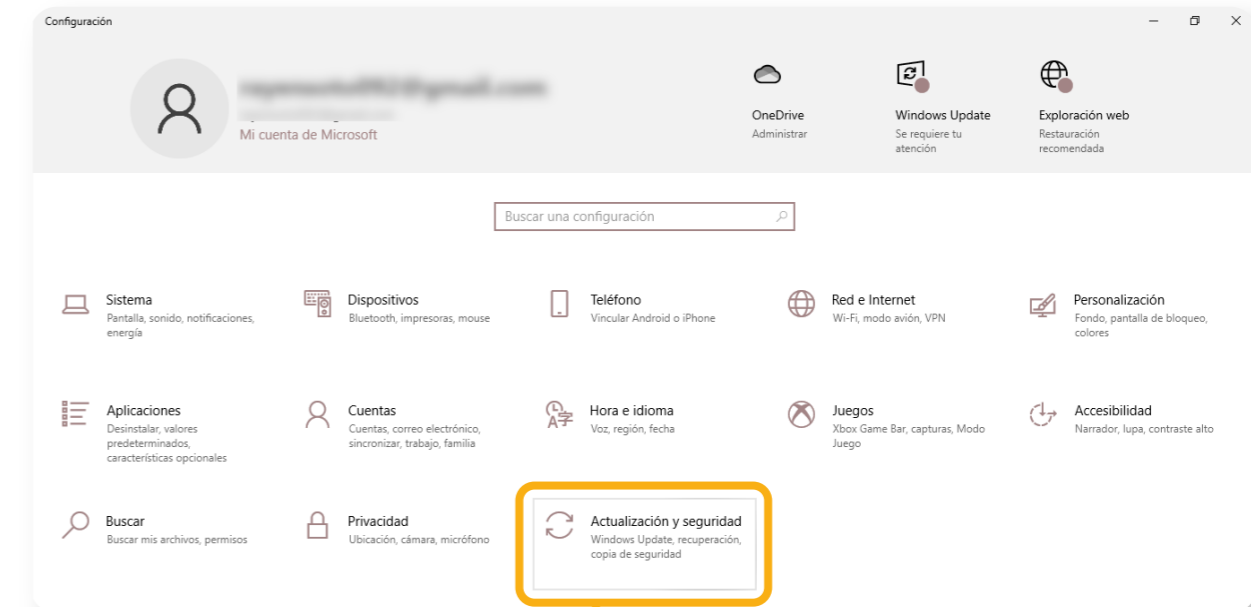 Configuración
Mi cuenta de Microsoft
OneDrive
Administrar
Windows Update
Se requiere tu
atención
Exploración web
Restauración
recomendada
Buscar una configuración
Sistema
Pantalla, sonido, notificaciones,
energía
Dispositivos
Bluetooth, impresoras, mouse
Teléfono
Vincular Android o iPhone
Red e Internet
Wi-Fi, modo avión, VPN
Personalización
Fondo, pantalla de bloqueo,
colores
Aplicaciones
Desinstalar, valores
predeterminados,
características opcionales
Cuentas
Cuentas, correo electrónico,
sincronizar, trabajo, familia
Hora e idioma
Voz, región, fecha
Juegos
Xbox Game Bar, capturas, Modo
Juego
Accesibilidad
Narrador, lupa, contraste alto
Buscar
Buscar mis archivos, permisos
Privacidad
Ubicación, cámara, micrófono
Actualización y seguridad
Windows Update, recuperación,
copia de seguridad